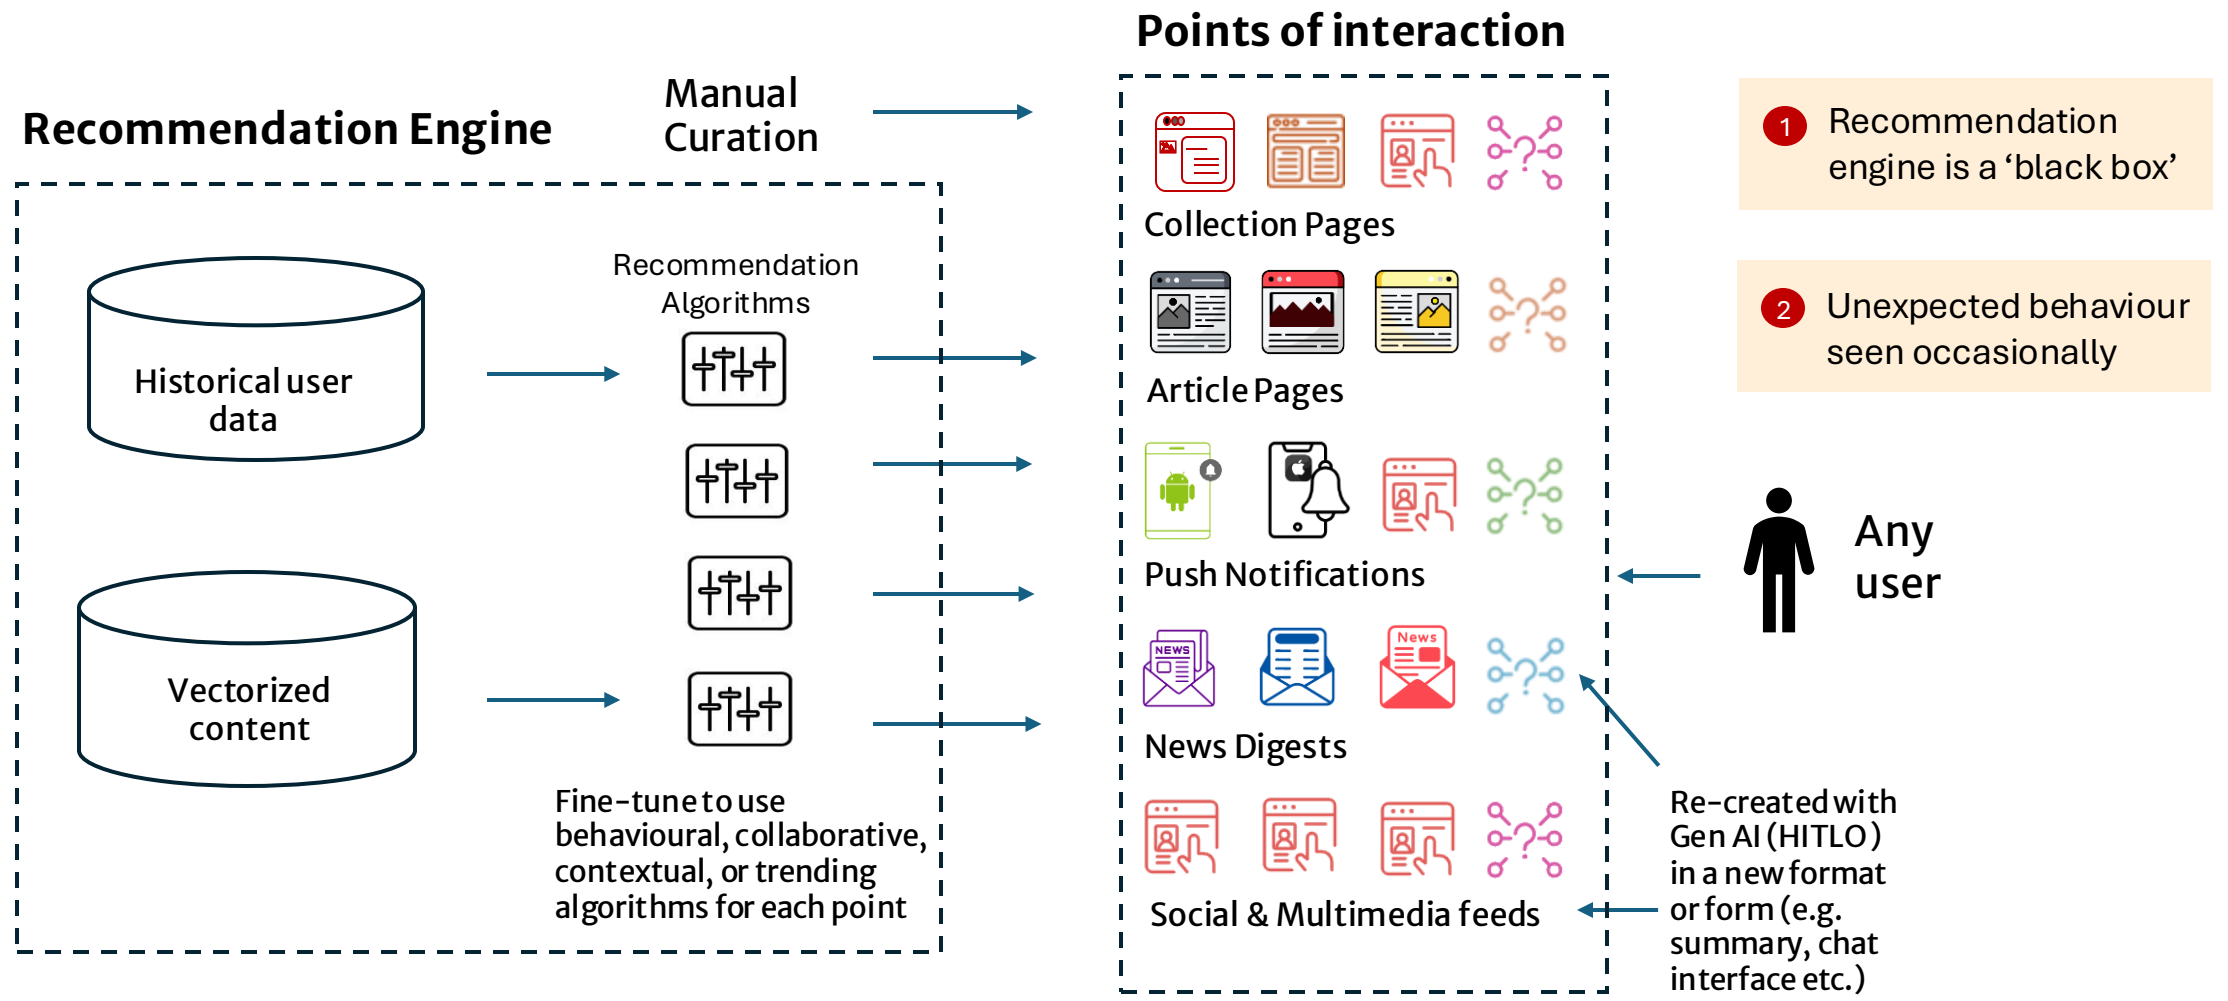 Points of interaction
Recommendation Engine
Manual
Curation
Recommendation
Algorithms
Historical user
data
Vectorized
content
Fine-tune to use
behavioural, collaborative,
contextual, or trending
algorithms for each point
Collection Pages
Article Pages
Push Notifications
NEWS
News
News Digests
Social & Multimedia feeds
1 Recommendation
engine is a ‘black box’
2 Unexpected behaviour
seen occasionally
Any
user
Re-created with
Gen AI (HITLO)
in a new format
or form (e.g.
summary, chat
interface etc.)